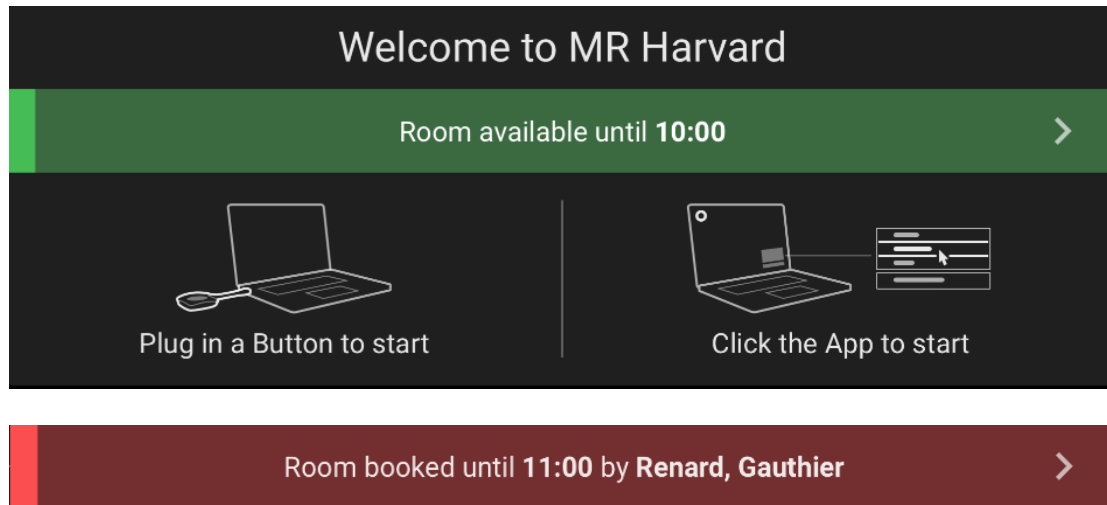 Welcome to MR Harvard
Room available until 10:00
Plug in a Button to start
Click the App to start
Room booked until 11:00 by Renard, Gauthier